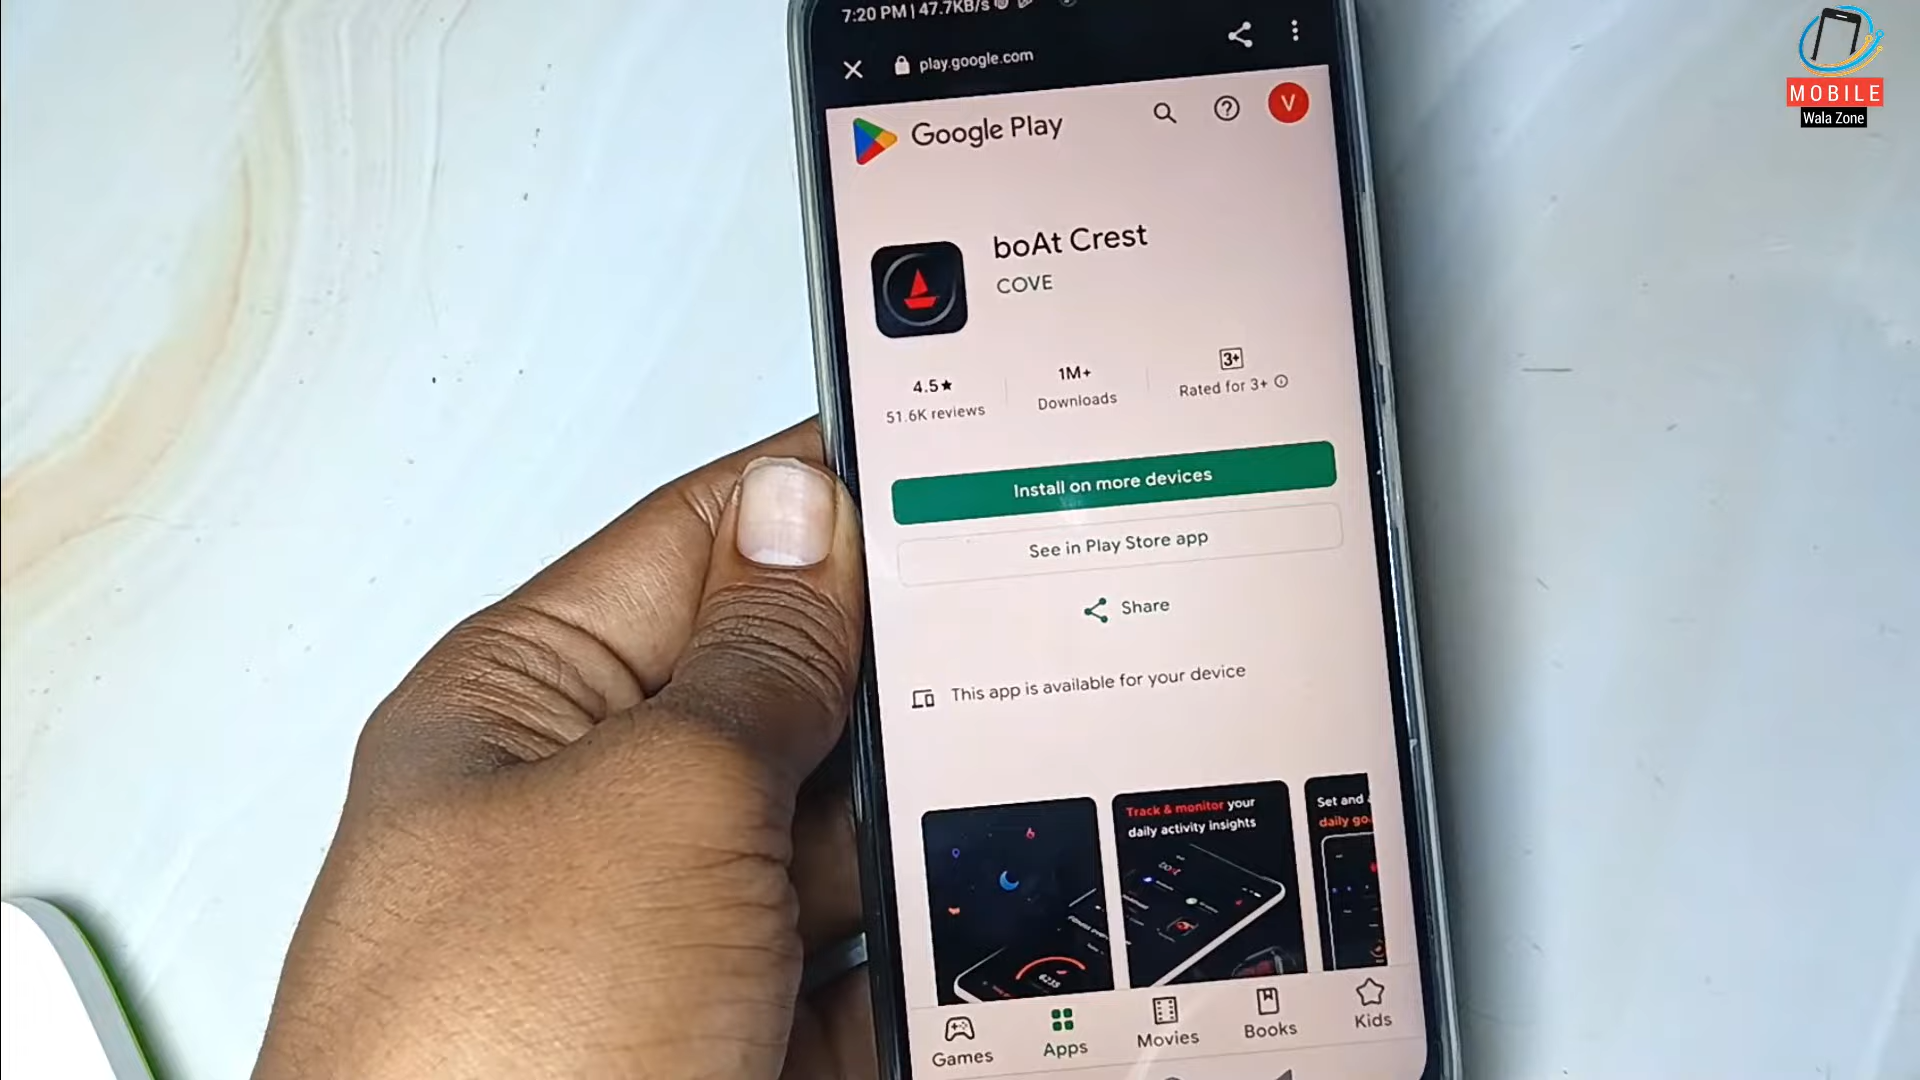 7:20 PM | 47.7KB/s
play.google.com
MOBILE
Wala Zone
Google Play
V
boAt Crest
COVE
4.5★
51.6K reviews
1M+
Downloads
3+
Rated for 3+
Install on more devices
See in Play Store app
Share
This app is available for your device
Track & monitor your
daily activity insights
Set and
daily go
6235
Games
Apps
Movies
Books
Kids